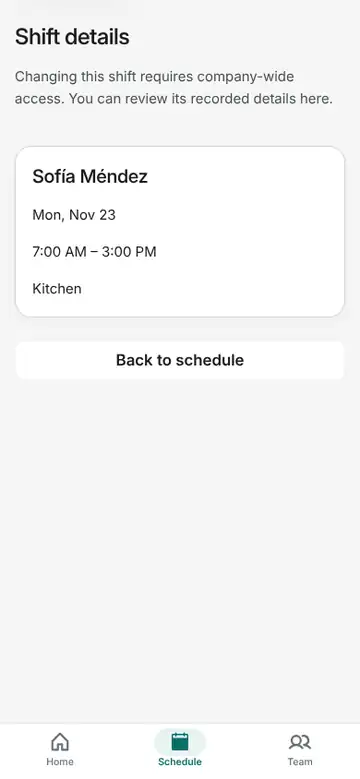 Shift details
Changing this shift requires company-wide
access. You can review its recorded details here.
Sofía Méndez
Mon, Nov 23
7:00 AM – 3:00 PM
Kitchen
Back to schedule
Home
Schedule
Team